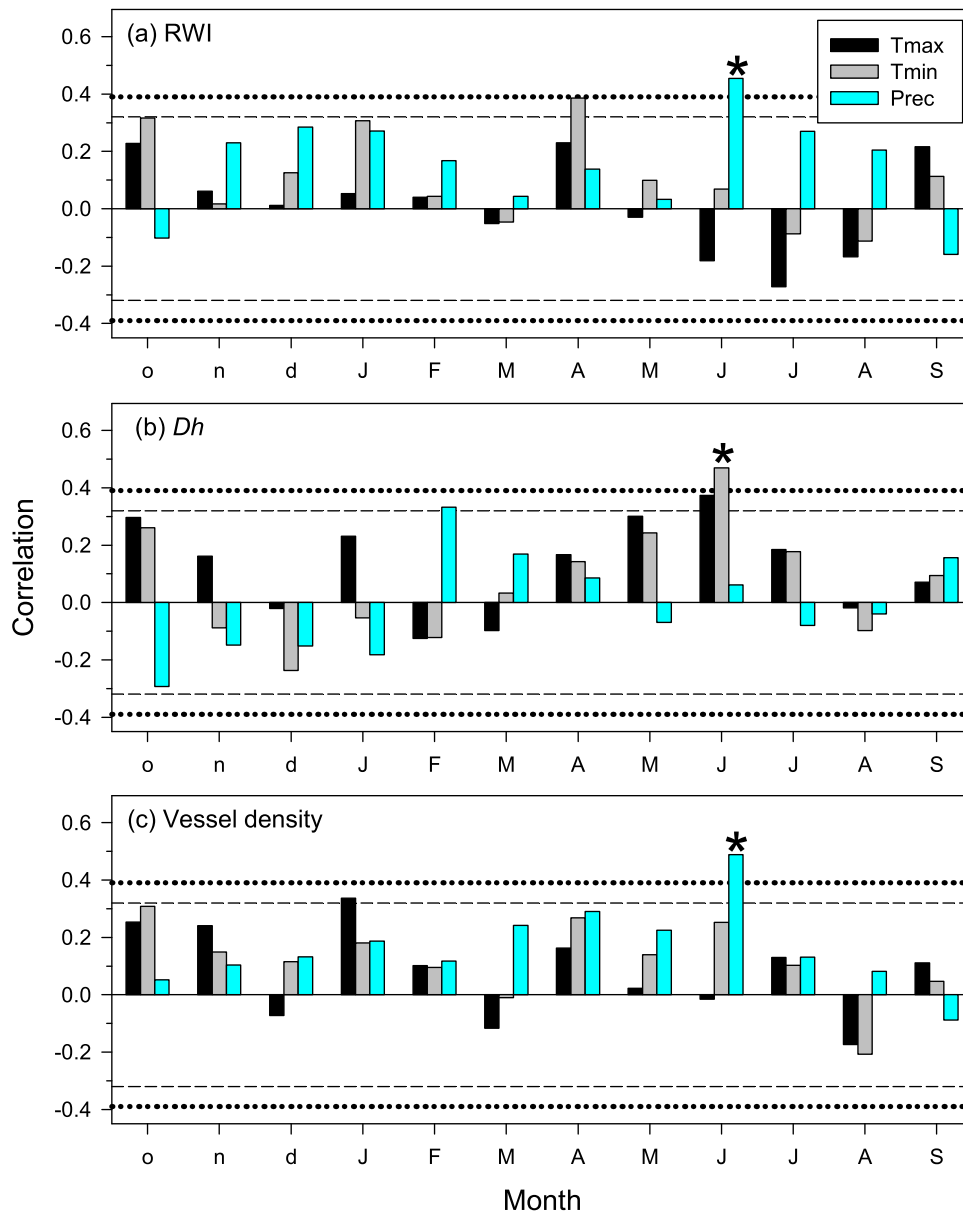 (a) RWI
Tmax
Tmin
Prec
*
0.6
0.4
0.2
0.0
-0.2
-0.4
o n d J F M A M J J A S
(b) Dh
*
0.6
0.4
0.2
0.0
-0.2
-0.4
Correlation
o n d J F M A M J J A S
(c) Vessel density
*
0.6
0.4
0.2
0.0
-0.2
-0.4
o n d J F M A M J J A S
Month